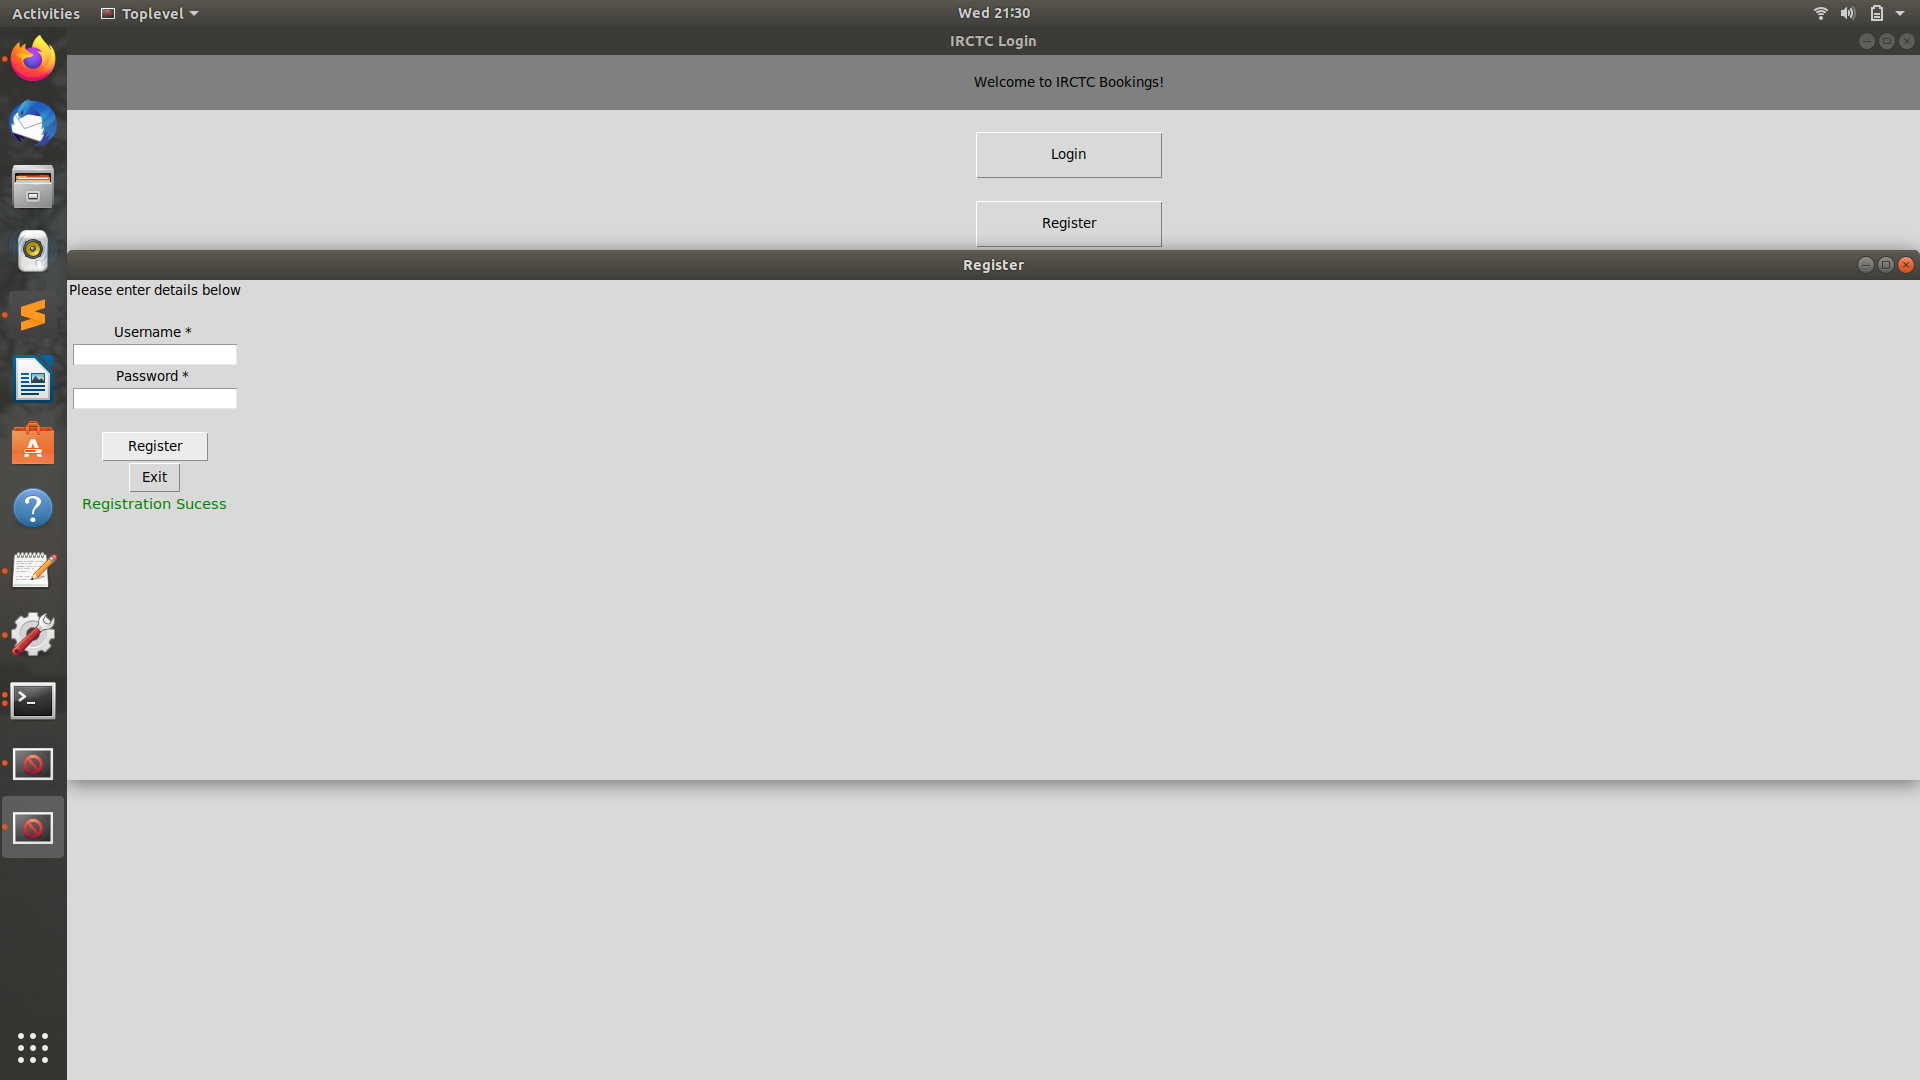 Activities Toplevel Wed 21:30
IRCTC Login
Welcome to IRCTC Bookings!
Login
Register
Register
Please enter details below
Username *
Password *
Register
Exit
Registration Sucess